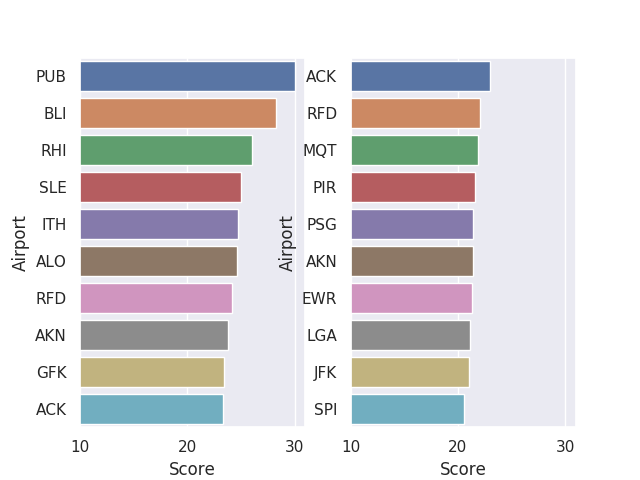 PUB
BLI
RHI
SLE
ITH
ALO
RFD
AKN
GFK
ACK
Airport
10 20 30
Score
ACK
RFD
MQT
PIR
PSG
AKN
EWR
LGA
JFK
SPI
Airport
10 20 30
Score